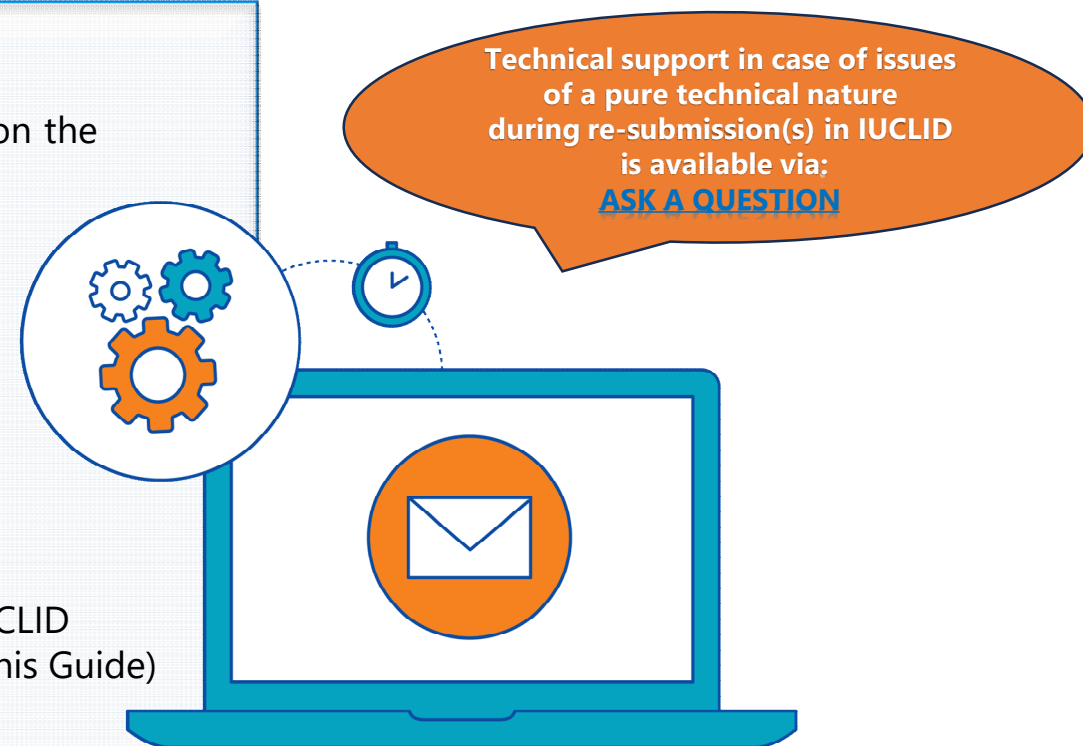 on the
Technical support in case of issues
of a pure technical nature
during re-submission(s) in IUCLID
is available via:
ASK A QUESTION
CLID
his Guide)